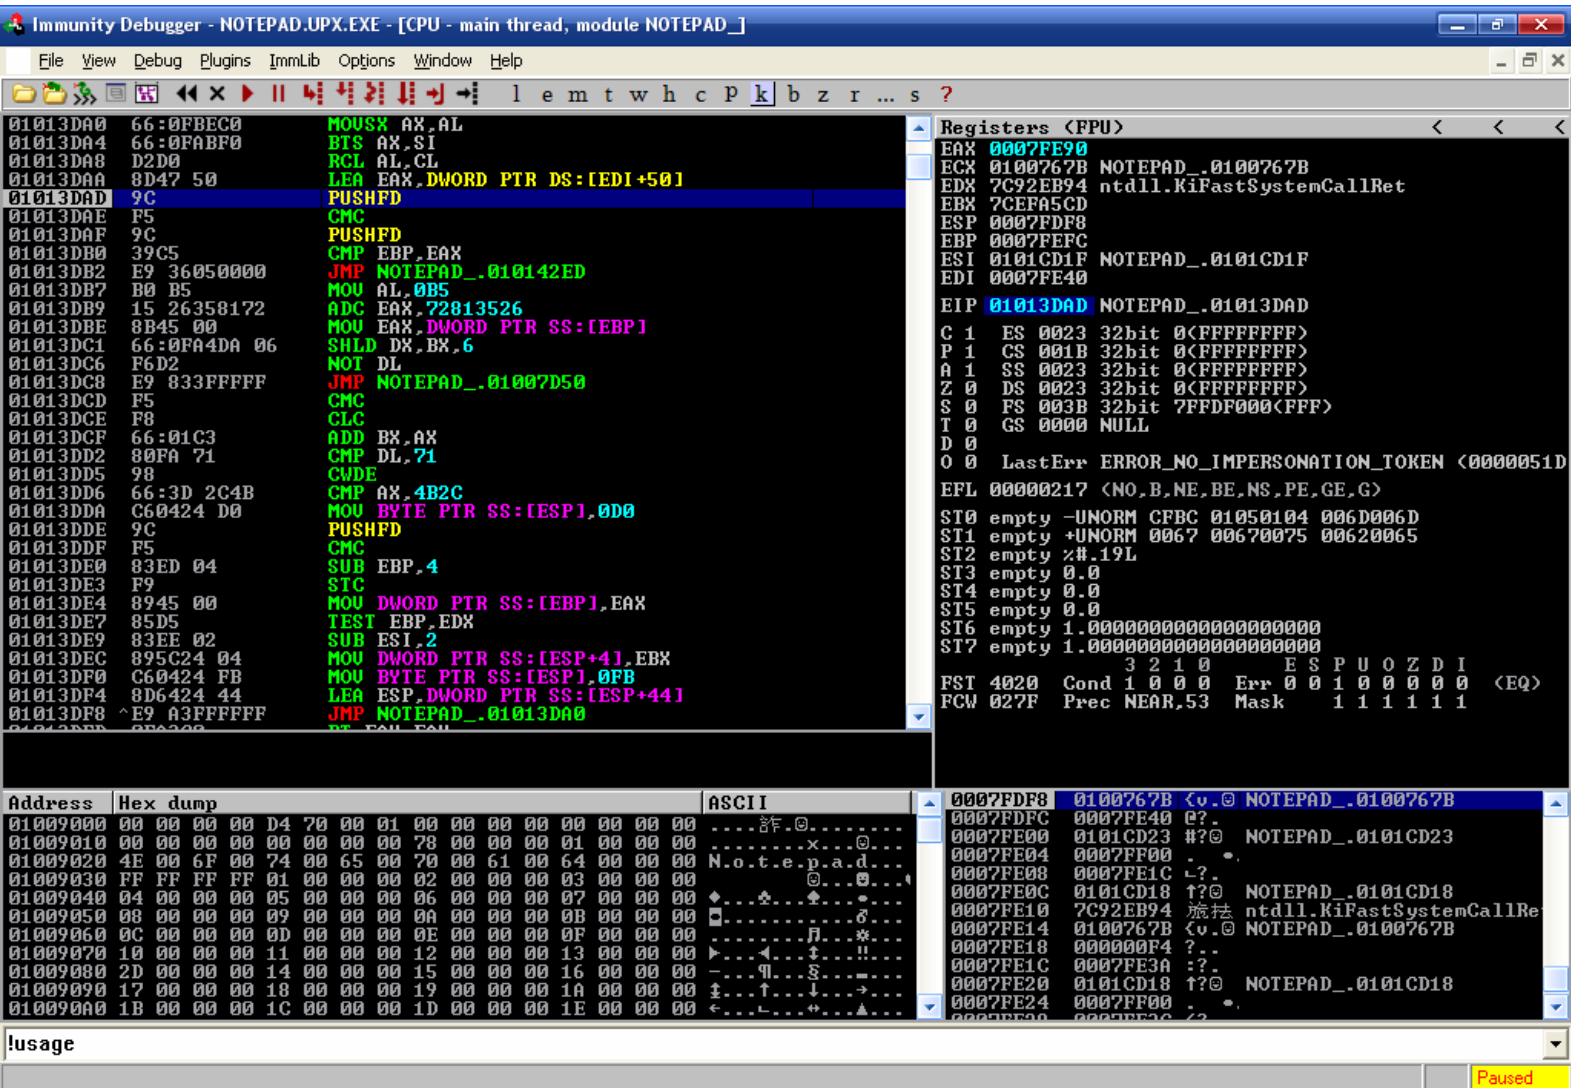 Immunity Debugger - NOTEPAD.UPX.EXE - [CPU - main thread, module NOTEPAD_]
File View Debug Plugins ImmLib Options Window Help
l e m t w h c P k b z r ... s ?
01013DA0 66:0FBEC0 MOVSX AX,AL
01013DA4 66:0FABF0 BTS AX,SI
01013DA8 D2D0 RCL AL,CL
01013DAA 8D47 50 LEA EAX,DWORD PTR DS:[EDI+50]
01013DAD 9C PUSHFD
01013DAE F5 CMC
01013DAF 9C PUSHFD
01013DB0 39C5 CMP EBP,EAX
01013DB2 E9 36050000 JMP NOTEPAD_.010142ED
01013DB7 B0 B5 MOV AL,0B5
01013DB9 15 26358172 ADC EAX,72813526
01013DBE 8B45 00 MOV EAX,DWORD PTR SS:[EBP]
01013DC1 66:0FA4DA 06 SHLD DX,BX,6
01013DC6 F6D2 NOT DL
01013DC8 E9 833FFFFF JMP NOTEPAD_.01007D50
01013DCD F5 CMC
01013DCE F8 CLC
01013DCF 66:01C3 ADD BX,AX
01013DD2 80FA 71 CMP DL,71
01013DD5 98 CWDE
01013DD6 66:3D 2C4B CMP AX,4B2C
01013DDA C60424 D0 MOV BYTE PTR SS:[ESP],0D0
01013DDE 9C PUSHFD
01013DDF F5 CMC
01013DE0 83ED 04 SUB EBP,4
01013DE3 F9 STC
01013DE4 8945 00 MOV DWORD PTR SS:[EBP],EAX
01013DE7 85D5 TEST EBP,EDX
01013DE9 83EE 02 SUB ESI,2
01013DEC 895C24 04 MOV DWORD PTR SS:[ESP+4],EBX
01013DF0 C60424 FB MOV BYTE PTR SS:[ESP],0FB
01013DF4 8D6424 44 LEA ESP,DWORD PTR SS:[ESP+44]
01013DF8 ^E9 A3FFFFFF JMP NOTEPAD_.01013DA0
Registers (FPU) < < <
EAX 0007FE90
ECX 0100767B NOTEPAD_.0100767B
EDX 7C92EB94 ntdll.KiFastSystemCallRet
EBX 7CEFA5CD
ESP 0007FDF8
EBP 0007FEFC
ESI 0101CD1F NOTEPAD_.0101CD1F
EDI 0007FE40
EIP 01013DAD NOTEPAD_.01013DAD
C 1 ES 0023 32bit 0(FFFFFFFF)
P 1 CS 001B 32bit 0(FFFFFFFF)
A 1 SS 0023 32bit 0(FFFFFFFF)
Z 0 DS 0023 32bit 0(FFFFFFFF)
S 0 FS 003B 32bit 7FFDF000(FFF)
T 0 GS 0000 NULL
D 0
O 0 LastErr ERROR_NO_IMPERSONATION_TOKEN (0000051D
EFL 00000217 (NO,B,NE,BE,NS,PE,GE,G)
ST0 empty -UNORM CFBC 01050104 006D006D
ST1 empty +UNORM 0067 00670075 00620065
ST2 empty %#.19L
ST3 empty 0.0
ST4 empty 0.0
ST5 empty 0.0
ST6 empty 1.0000000000000000000
ST7 empty 1.0000000000000000000
3 2 1 0 E S P U O Z D I
FST 4020 Cond 1 0 0 0 Err 0 0 1 0 0 0 0 0 (EQ)
FCW 027F Prec NEAR,53 Mask 1 1 1 1 1 1
Address Hex dump ASCII
01009000 00 00 00 00 D4 70 00 01 00 00 00 00 00 00 00 00
01009010 00 00 00 00 00 00 00 00 78 00 00 00 01 00 00 00
01009020 4E 00 6F 00 74 00 65 00 70 00 61 00 64 00 00 00 N.o.t.e.p.a.d...
01009030 FF FF FF FF 01 00 00 00 02 00 00 00 03 00 00 00
01009040 04 00 00 00 05 00 00 00 06 00 00 00 07 00 00 00
01009050 08 00 00 00 09 00 00 00 0A 00 00 00 0B 00 00 00
01009060 0C 00 00 00 0D 00 00 00 0E 00 00 00 0F 00 00 00
01009070 10 00 00 00 11 00 00 00 12 00 00 00 13 00 00 00
01009080 2D 00 00 00 14 00 00 00 15 00 00 00 16 00 00 00
01009090 17 00 00 00 18 00 00 00 19 00 00 00 1A 00 00 00
010090A0 1B 00 00 00 1C 00 00 00 1D 00 00 00 1E 00 00 00
0007FDF8 0100767B {v.☺ NOTEPAD_.0100767B
0007FDFC 0007FE40 @?.
0007FE00 0101CD23 #?☺ NOTEPAD_.0101CD23
0007FE04 0007FF00
0007FE08 0007FE1C
0007FE0C 0101CD18 ↑?☺ NOTEPAD_.0101CD18
0007FE10 7C92EB94 ntdll.KiFastSystemCallRe
0007FE14 0100767B {v.☺ NOTEPAD_.0100767B
0007FE18 000000F4 ?..
0007FE1C 0007FE3A :?.
0007FE20 0101CD18 ↑?☺ NOTEPAD_.0101CD18
0007FE24 0007FF00
!usage
Paused